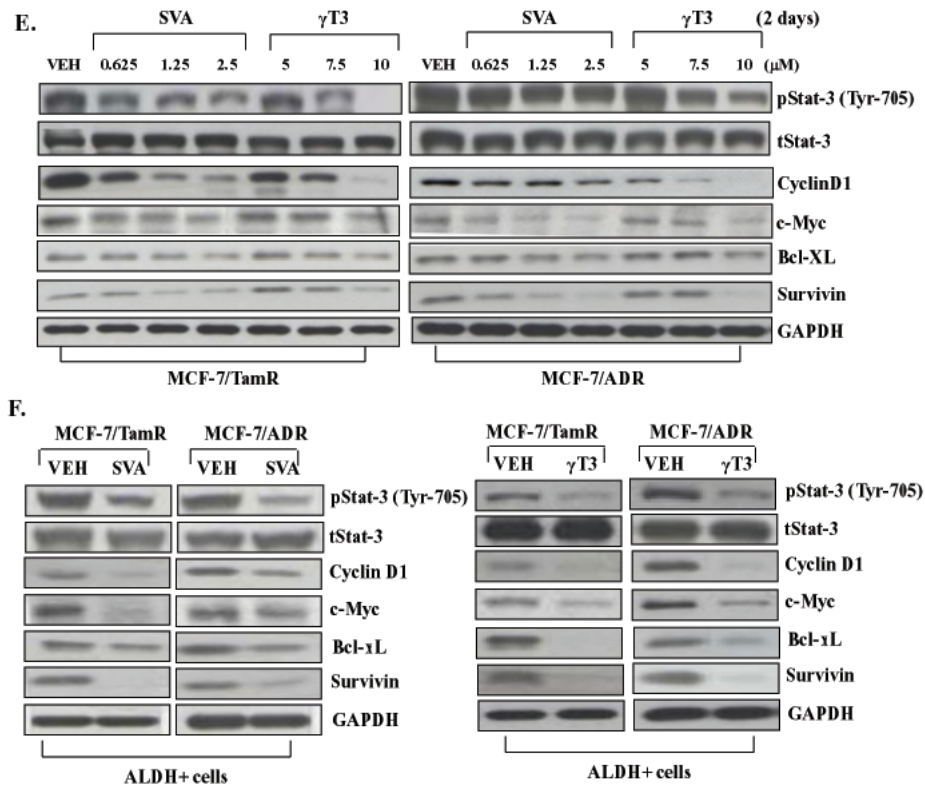 E.
SVA γT3 SVA γT3 (2 days)
VEH 0.625 1.25 2.5 5 7.5 10 VEH 0.625 1.25 2.5 5 7.5 10 (μM)
pStat-3 (Tyr-705)
tStat-3
CyclinD1
c-Myc
Bcl-XL
Survivin
GAPDH
MCF-7/TamR MCF-7/ADR
F.
MCF-7/TamR MCF-7/ADR
VEH SVA VEH SVA
pStat-3 (Tyr-705)
tStat-3
Cyclin D1
c-Myc
Bcl-xL
Survivin
GAPDH
ALDH+ cells
MCF-7/TamR MCF-7/ADR
VEH γT3 VEH γT3
pStat-3 (Tyr-705)
tStat-3
Cyclin D1
c-Myc
Bcl-xL
Survivin
GAPDH
ALDH+ cells